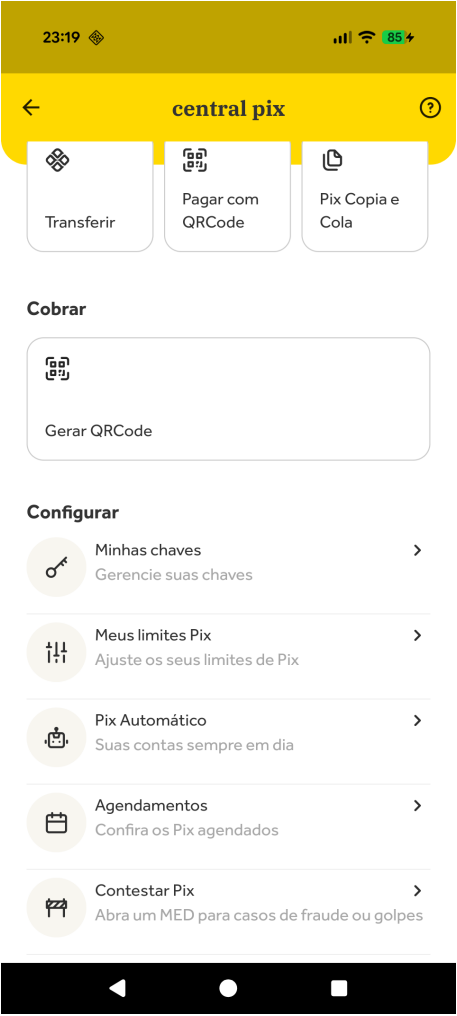 23:19
85
central pix
Transferir
Pagar com
QRCode
Pix Copia e
Cola
Cobrar
Gerar QRCode
Configurar
Minhas chaves
Gerencie suas chaves
Meus limites Pix
Ajuste os seus limites de Pix
Pix Automático
Suas contas sempre em dia
Agendamentos
Confira os Pix agendados
Contestar Pix
Abra um MED para casos de fraude ou golpes